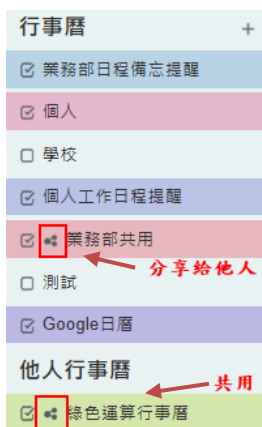 行事曆 +
業務部日程備忘提醒
個人
學校
個人工作日程提醒
業務部共用
分享給他人
測試
Google日曆
他人行事曆
共用
綠色運算行事曆